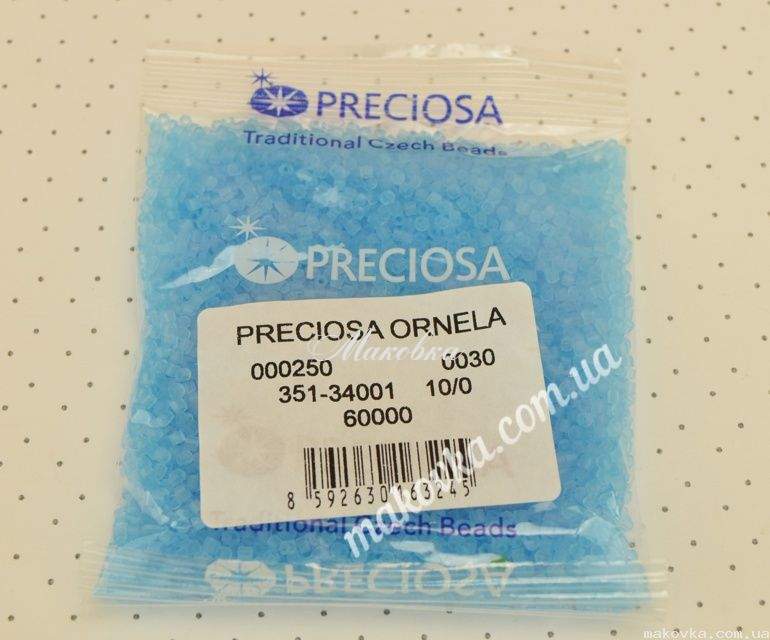 PRECIOSA
Traditional Czech Beads
PRECIOSA
PRECIOSA ORNELA
Маковка
000250 0030
351-34001 10/0
60000
makovka.com.ua
8 592630 163245
Traditional Czech Beads
PRECIOSA
makovka.com.ua